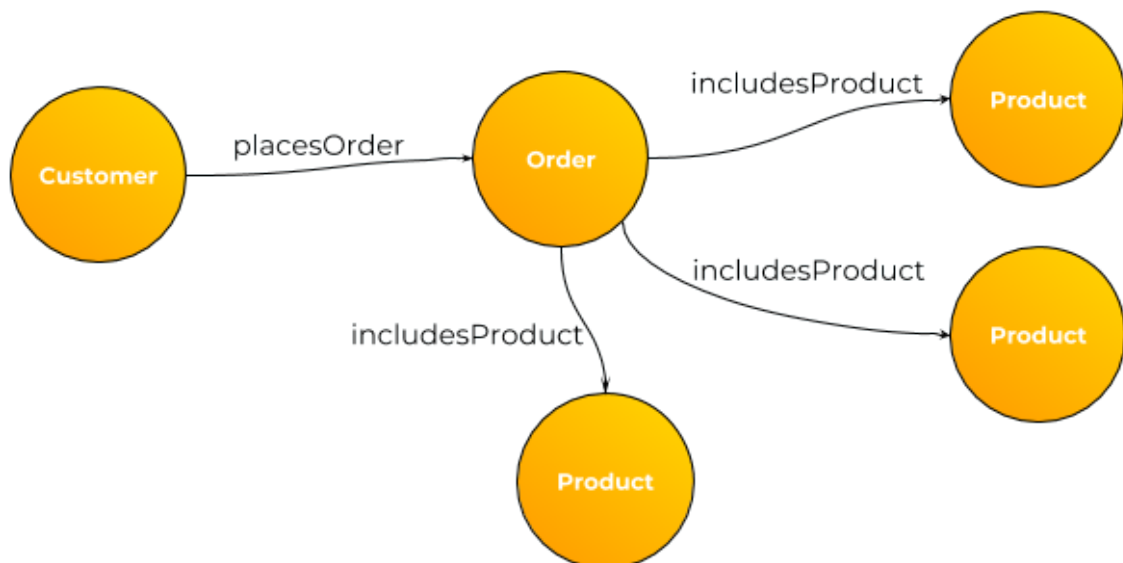 Customer
placesOrder
Order
includesProduct
Product
includesProduct
Product
includesProduct
Product